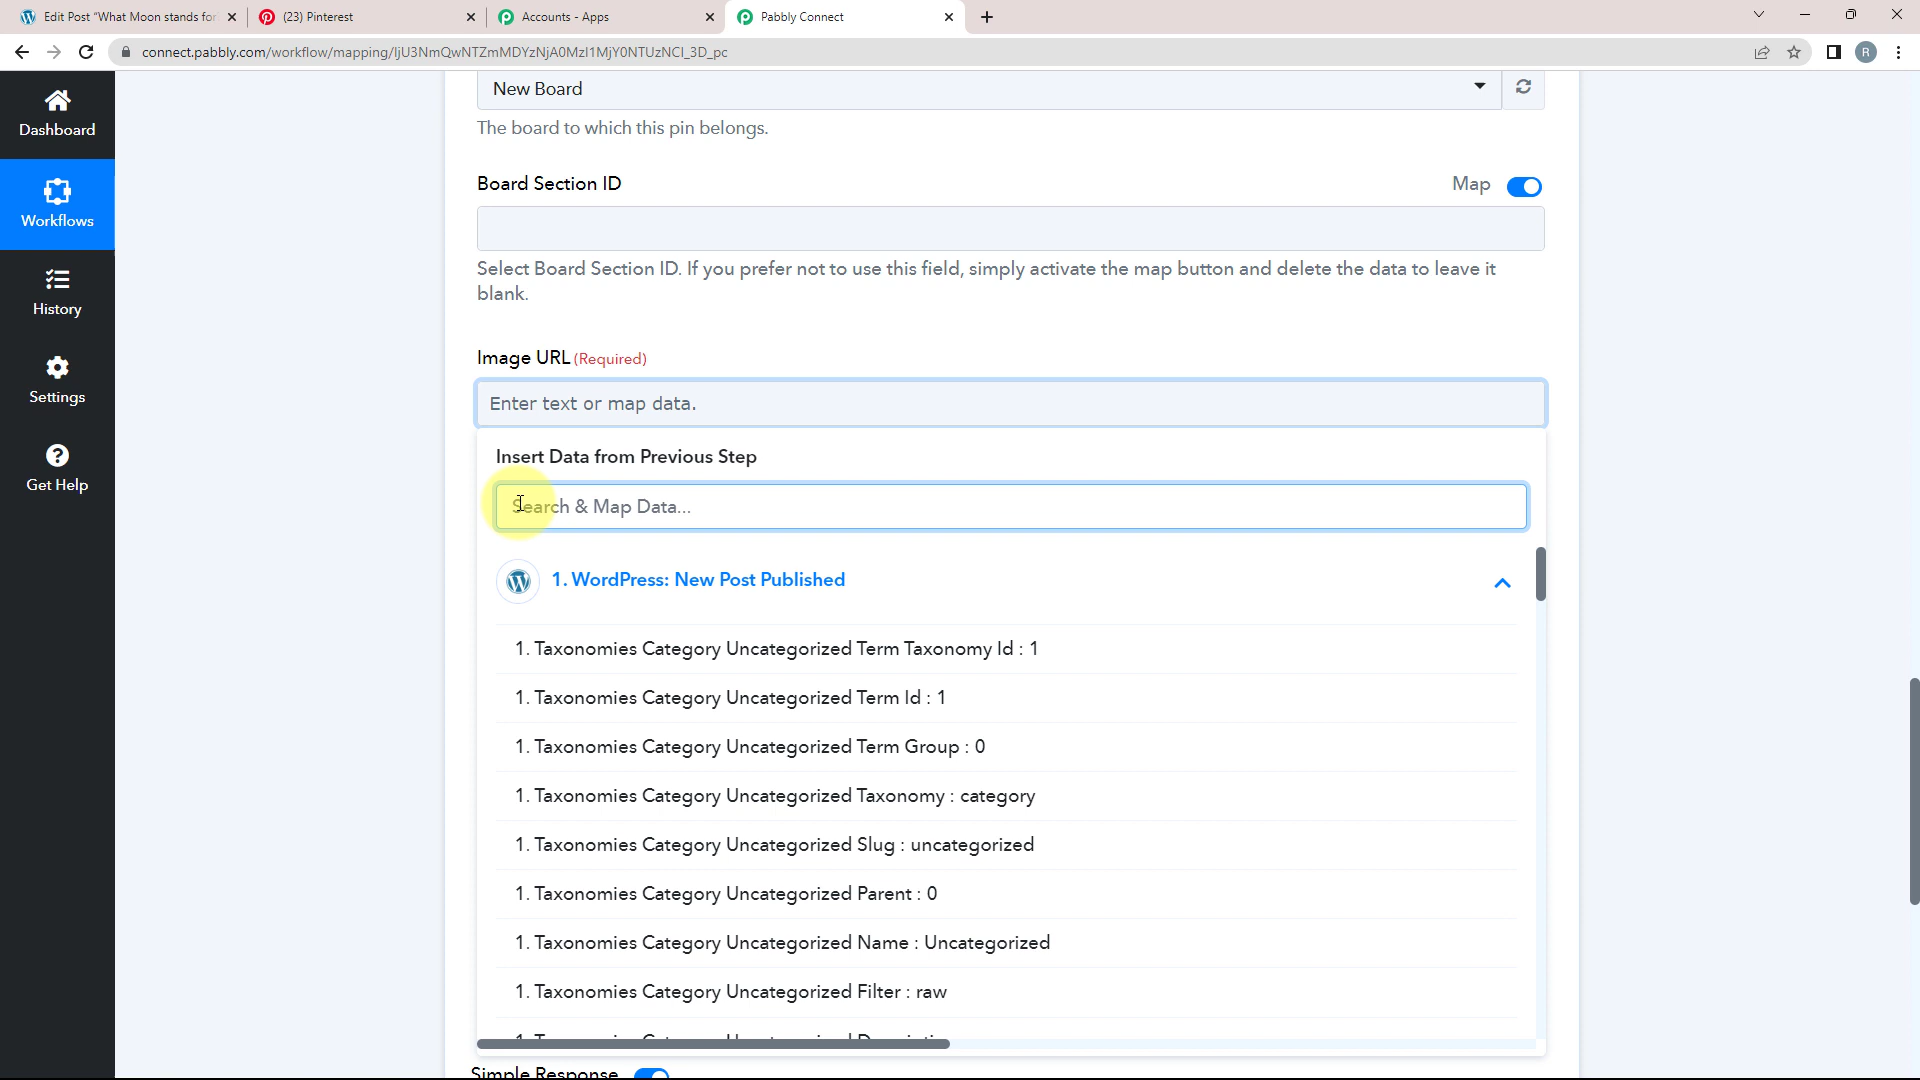 Edit Post "What Moon stands for
(23) Pinterest
Accounts - Apps
Pabbly Connect
connect.pabbly.com/workflow/mapping/IjU3NmQwNTZmMDYzNjA0MzI1MjY0NTUzNCI_3D_pc
R
Dashboard
Workflows
History
Settings
Get Help
New Board
The board to which this pin belongs.
Board Section ID
Map
Select Board Section ID. If you prefer not to use this field, simply activate the map button and delete the data to leave it
blank.
Image URL (Required)
Enter text or map data.
Insert Data from Previous Step
Search & Map Data...
1. WordPress: New Post Published
1. Taxonomies Category Uncategorized Term Taxonomy Id : 1
1. Taxonomies Category Uncategorized Term Id : 1
1. Taxonomies Category Uncategorized Term Group : 0
1. Taxonomies Category Uncategorized Taxonomy : category
1. Taxonomies Category Uncategorized Slug : uncategorized
1. Taxonomies Category Uncategorized Parent : 0
1. Taxonomies Category Uncategorized Name : Uncategorized
1. Taxonomies Category Uncategorized Filter : raw
Simple Response